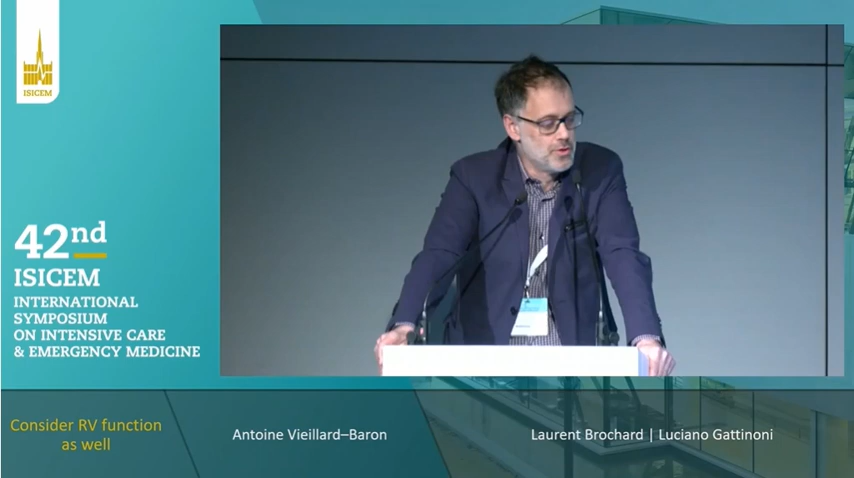 ISICEM
42nd
ISICEM
INTERNATIONAL
SYMPOSIUM
ON INTENSIVE CARE
& EMERGENCY MEDICINE
Consider RV function
as well
Antoine Vieillard–Baron
Laurent Brochard | Luciano Gattinoni